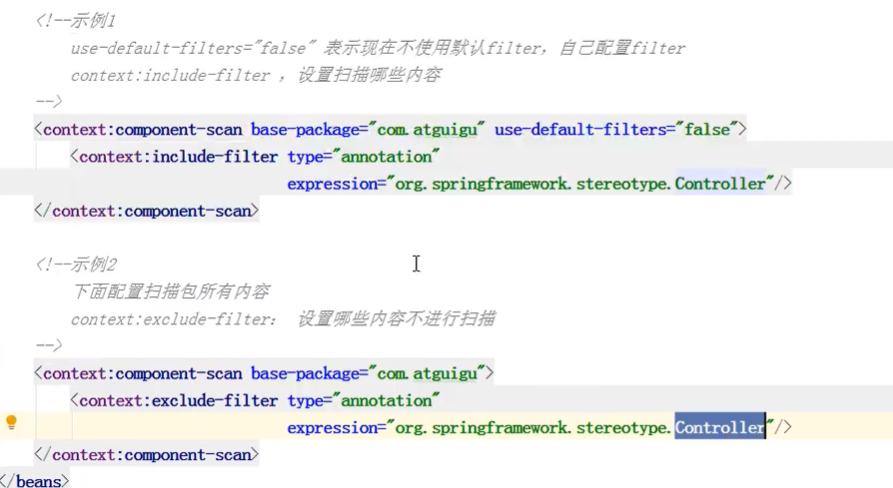 <!--示例1
use-default-filters="false" 表示现在不使用默认filter，自己配置filter
context:include-filter ，设置扫描哪些内容
-->
<context:component-scan base-package="com.atguigu" use-default-filters="false">
<context:include-filter type="annotation"
expression="org.springframework.stereotype.Controller"/>
</context:component-scan>
<!--示例2
下面配置扫描包所有内容
context:exclude-filter： 设置哪些内容不进行扫描
-->
<context:component-scan base-package="com.atguigu">
<context:exclude-filter type="annotation"
expression="org.springframework.stereotype.Controller"/>
</context:component-scan>
</beans>